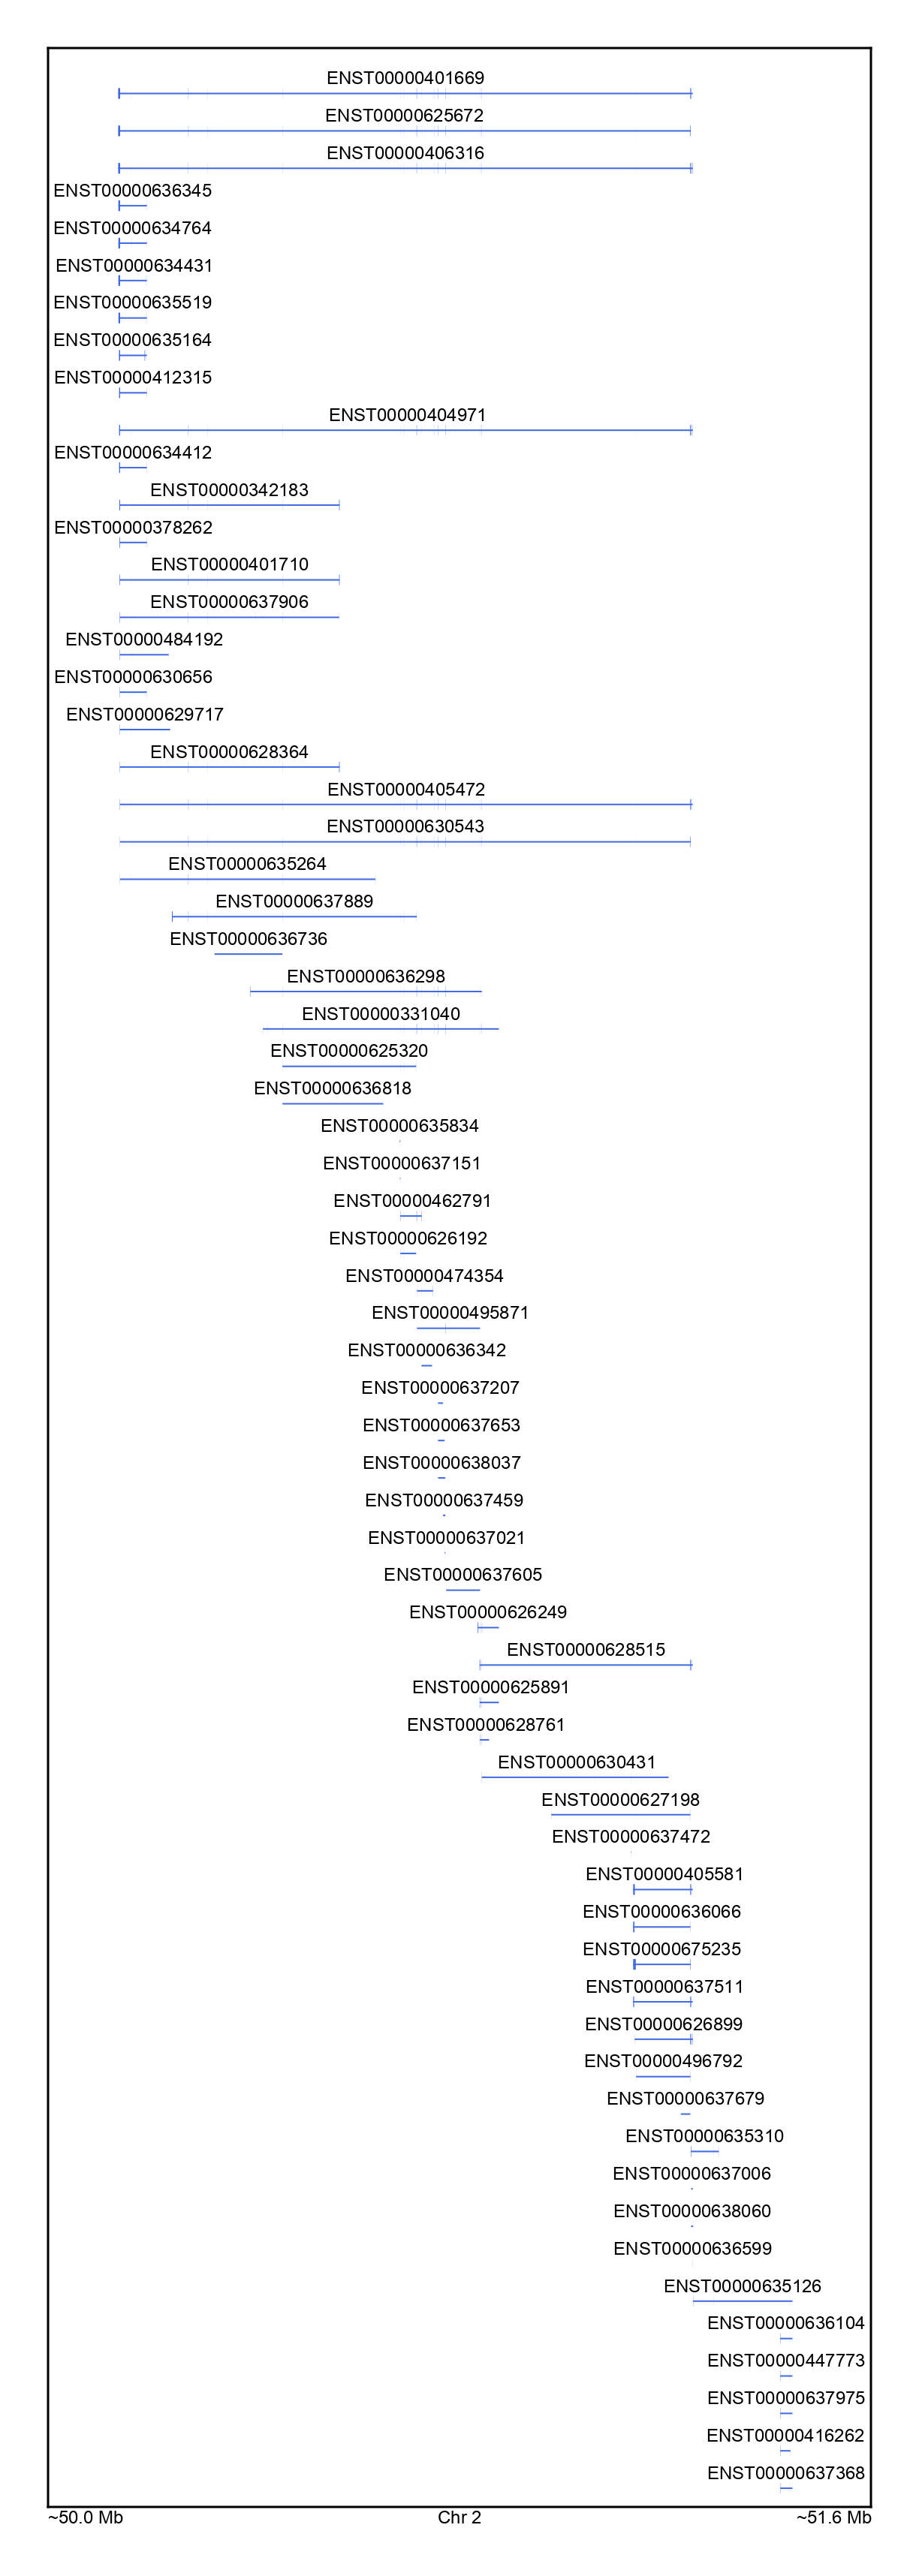 ENST00000401669
ENST00000625672
ENST00000406316
ENST00000636345
ENST00000634764
ENST00000634431
ENST00000635519
ENST00000635164
ENST00000412315
ENST00000404971
ENST00000634412
ENST00000342183
ENST00000378262
ENST00000401710
ENST00000637906
ENST00000484192
ENST00000630656
ENST00000629717
ENST00000628364
ENST00000405472
ENST00000630543
ENST00000635264
ENST00000637889
ENST00000636736
ENST00000636298
ENST00000331040
ENST00000625320
ENST00000636818
ENST00000635834
ENST00000637151
ENST00000462791
ENST00000626192
ENST00000474354
ENST00000495871
ENST00000636342
ENST00000637207
ENST00000637653
ENST00000638037
ENST00000637459
ENST00000637021
ENST00000637605
ENST00000626249
ENST00000628515
ENST00000625891
ENST00000628761
ENST00000630431
ENST00000627198
ENST00000637472
ENST00000405581
ENST00000636066
ENST00000675235
ENST00000637511
ENST00000626899
ENST00000496792
ENST00000637679
ENST00000635310
ENST00000637006
ENST00000638060
ENST00000636599
ENST00000635126
ENST00000636104
ENST00000447773
ENST00000637975
ENST00000416262
ENST00000637368
~50.0 Mb Chr 2 ~51.6 Mb